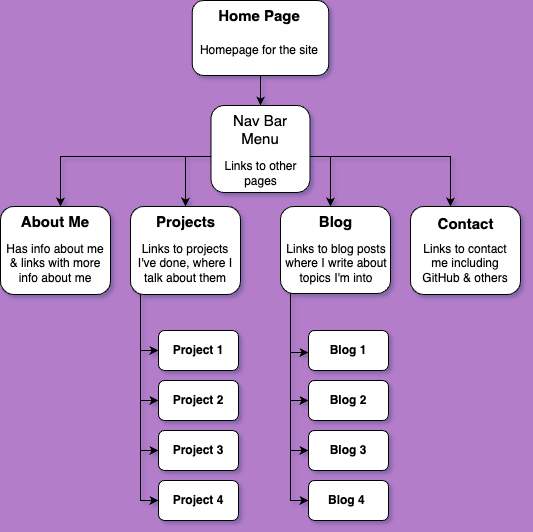 Home Page
Homepage for the site
Nav Bar
Menu
Links to other
pages
About Me
Has info about me
& links with more
info about me
Projects
Links to projects
I've done, where I
talk about them
Blog
Links to blog posts
where I write about
topics I'm into
Contact
Links to contact
me including
GitHub & others
Project 1
Project 2
Project 3
Project 4
Blog 1
Blog 2
Blog 3
Blog 4